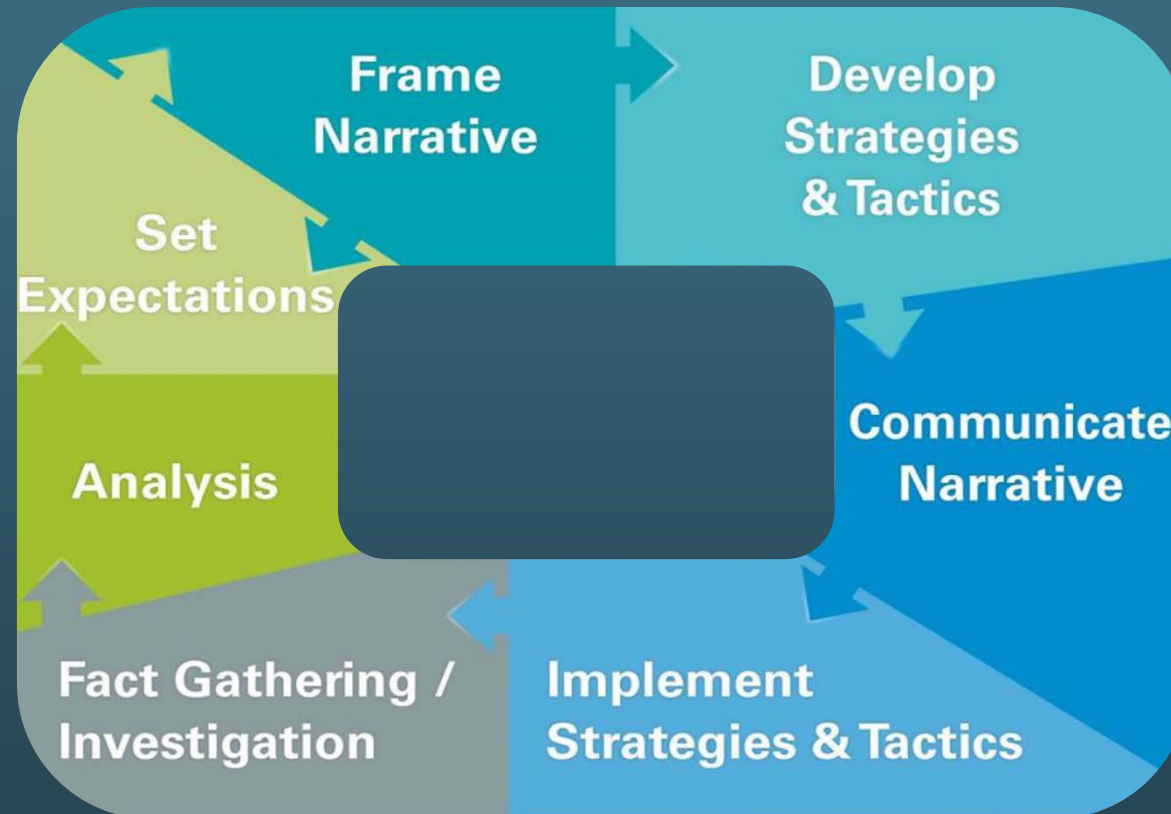 Frame
Narrative
Develop
Strategies
& Tactics
Set
Expectations
Communicate
Narrative
Analysis
Fact Gathering /
Investigation
Implement
Strategies & Tactics